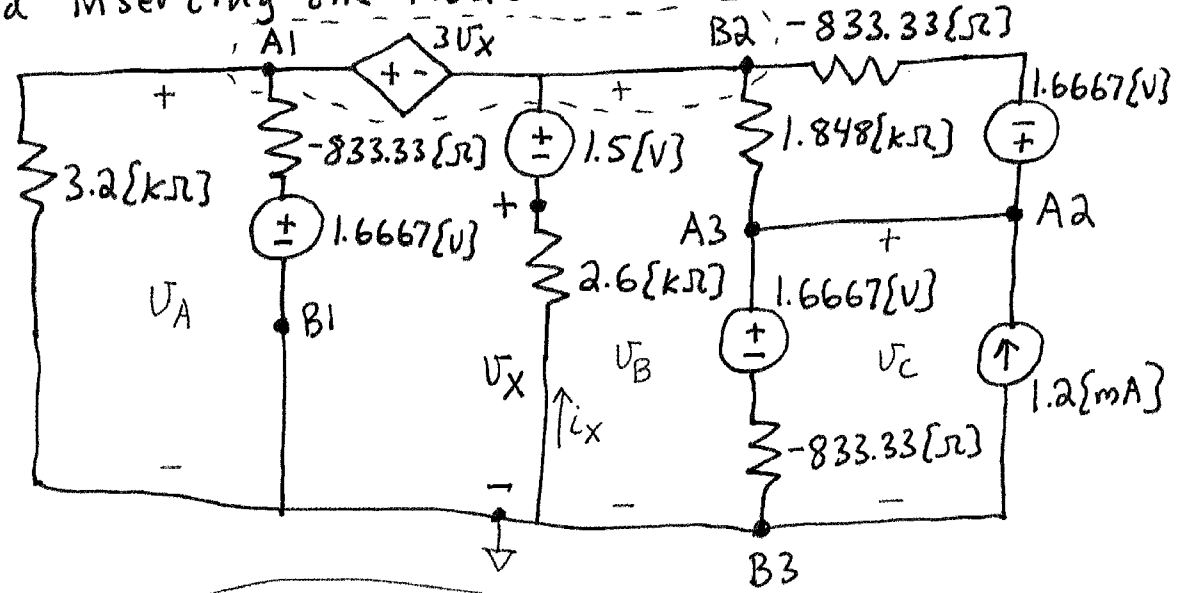 A1
3vX
B2
-833.33[Ω]
+ -
+
+
1.6667[V]
-833.33[Ω]
+
-
1.5[V]
1.848[kΩ]
-
+
3.2[kΩ]
+
-
1.6667[V]
+
A3
A2
+
2.6[kΩ]
1.6667[V]
vA
B1
+
-
vX
vB
vC
iX
1.2[mA]
-833.33[Ω]
-
-
-
-
B3